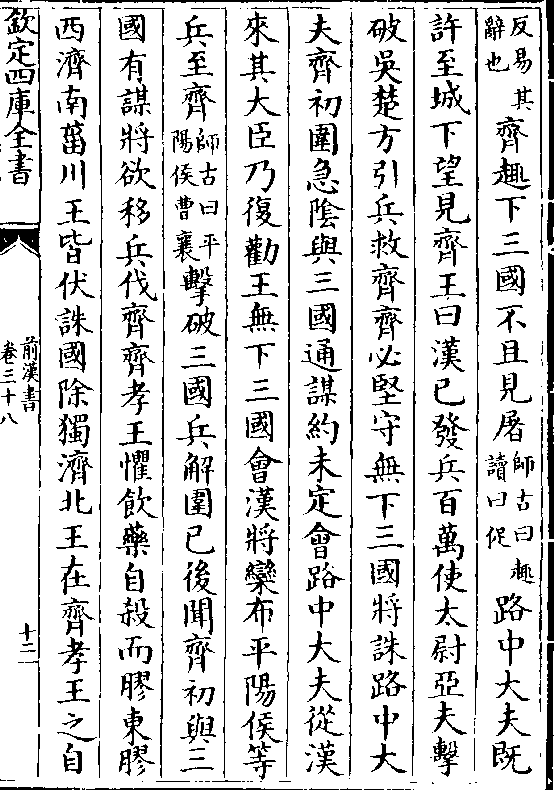 反易其辭也齊趣下三國不且見屠師古曰趣讀曰促路中大夫既
許至城下望見齊王曰漢已發兵百萬使太尉亞夫擊
破吳楚方引兵救齊齊必堅守無下三國將誅路中大
夫齊初圍急陰與三國通謀約未定會路中大夫從漢
來其大臣乃復勸王無下三國會漢將欒布平陽侯等
兵至齊師古曰平陽侯曹襄擊破三國兵解圍已後聞齊初與三
國有謀將欲移兵伐齊齊孝王懼飲藥自殺而膠東膠
西濟南菑川王皆伏誅國除獨濟北王在齊孝王之自
欽定四庫全書
前漢書
卷三十八
十二